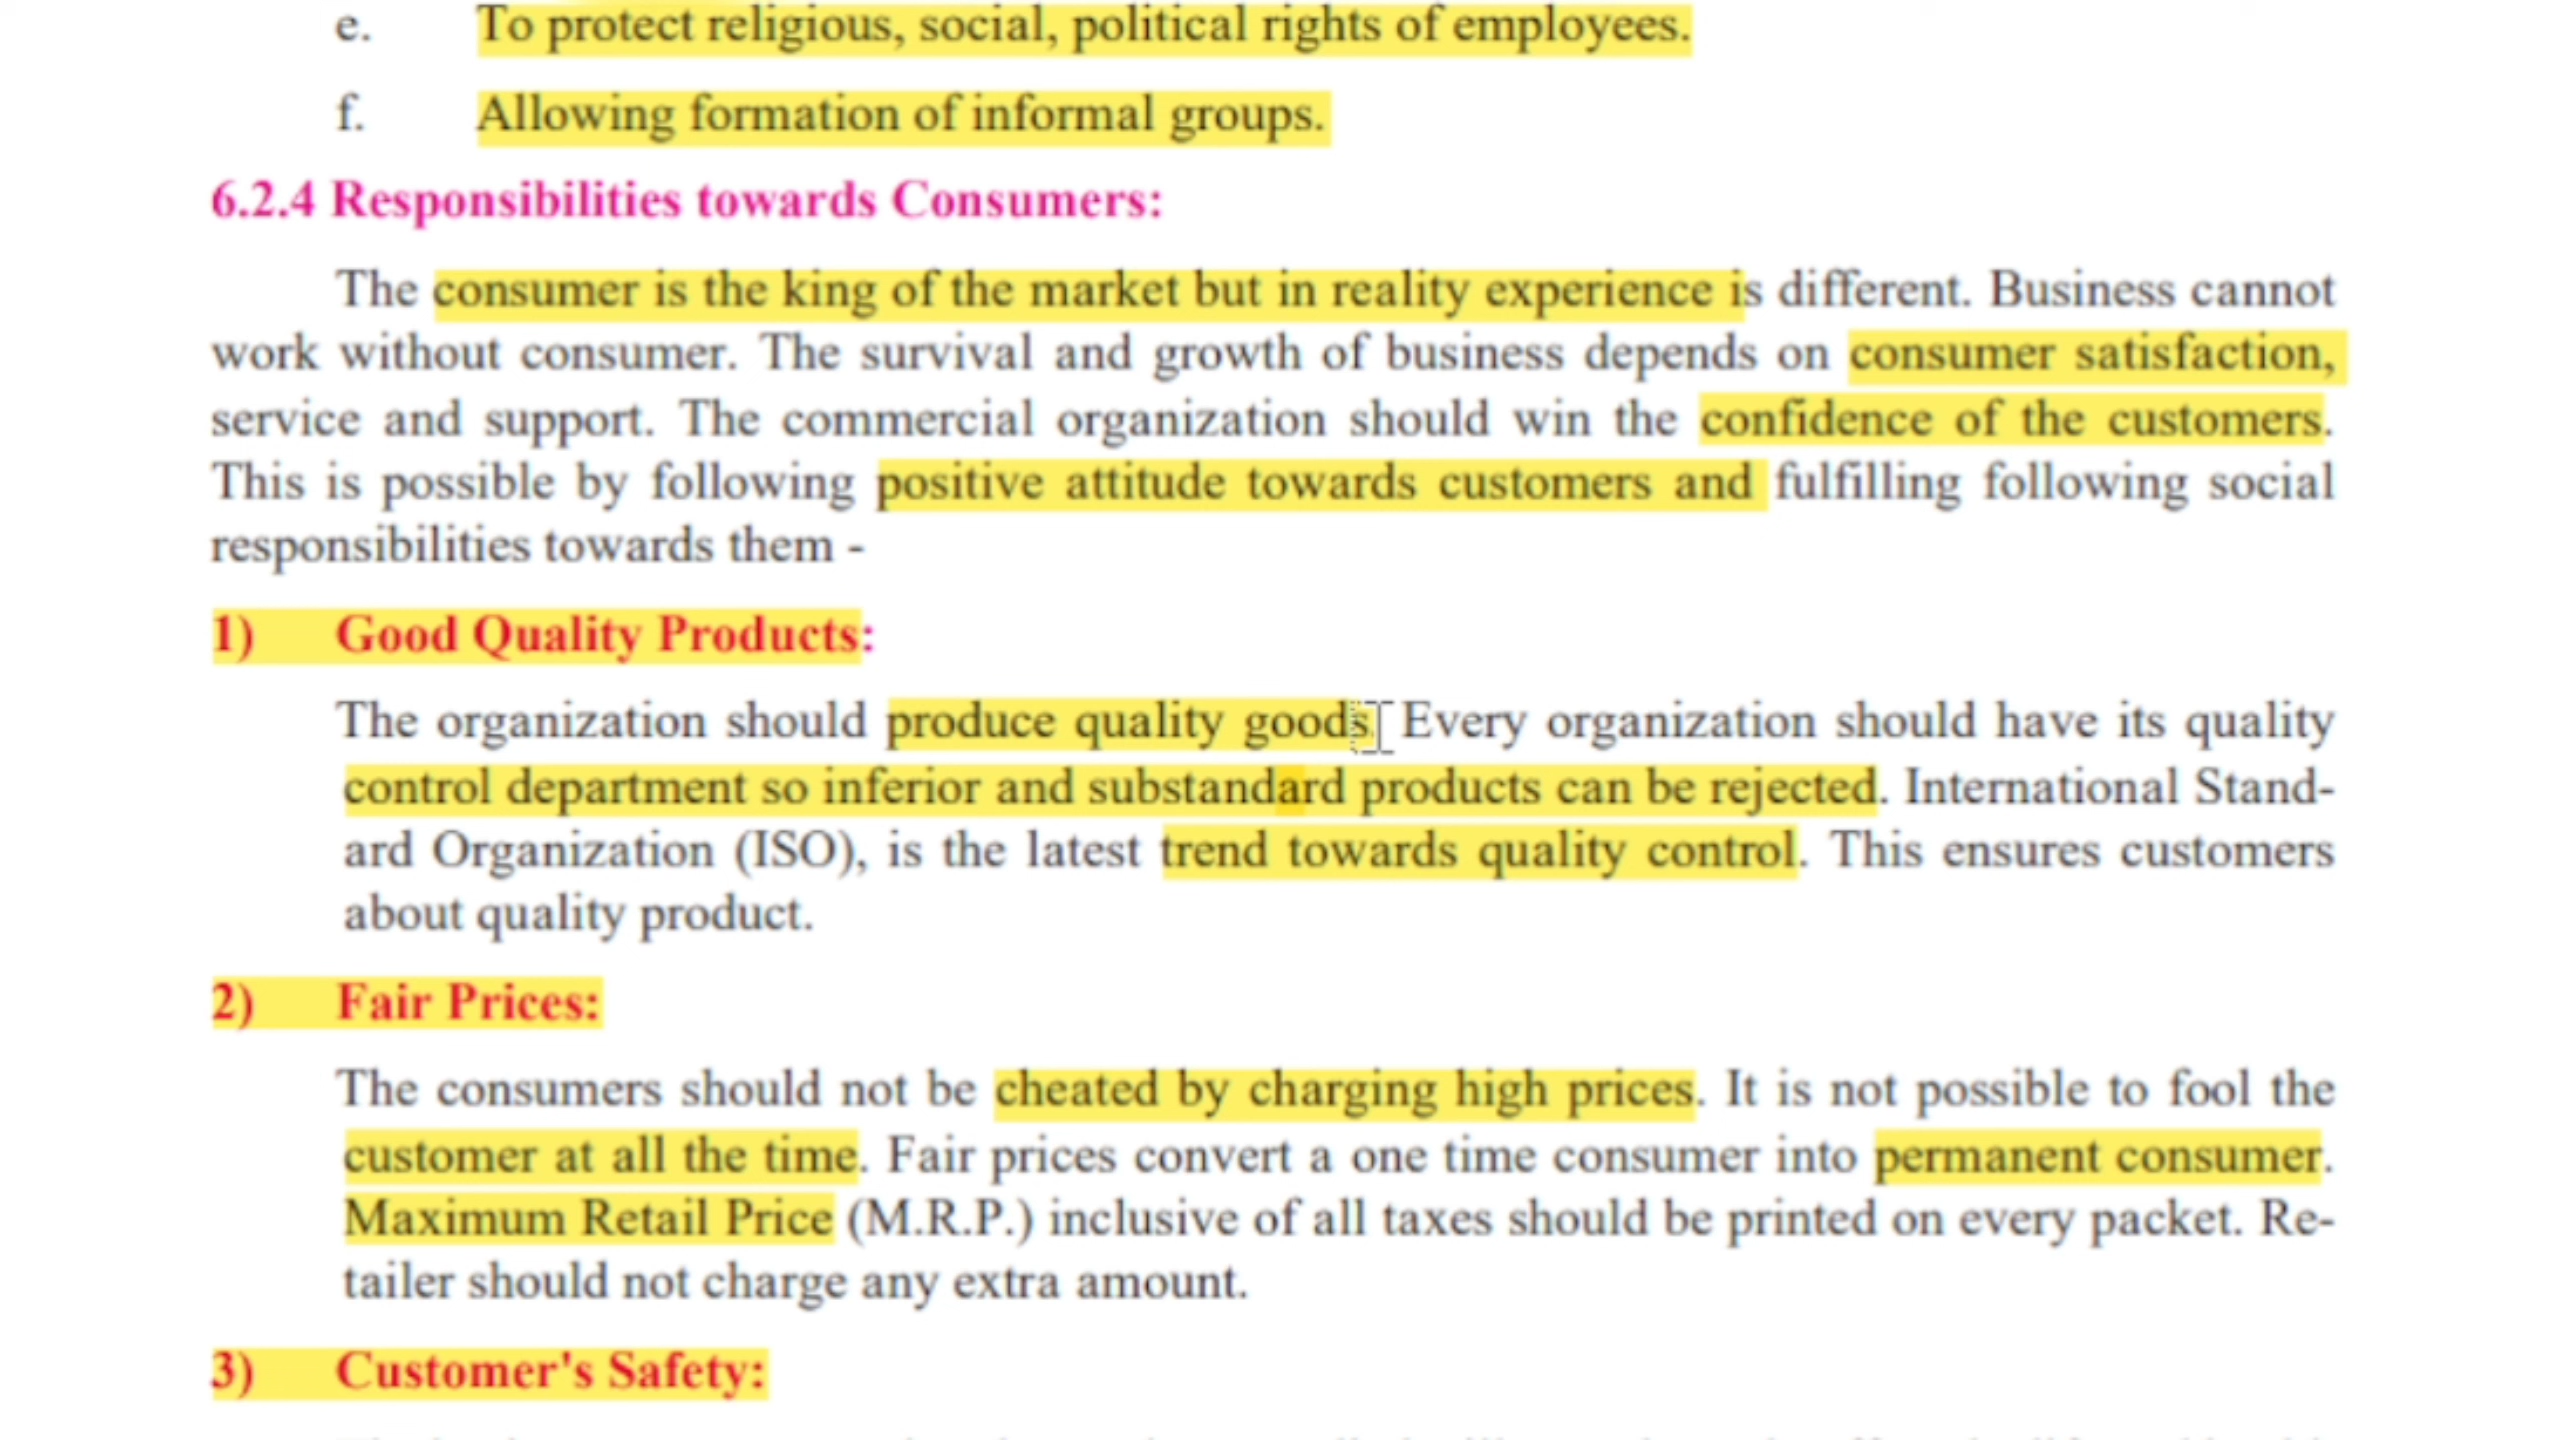 e. To protect religious, social, political rights of employees.
f. Allowing formation of informal groups.
6.2.4 Responsibilities towards Consumers:
The consumer is the king of the market but in reality experience is different. Business cannot
work without consumer. The survival and growth of business depends on consumer satisfaction,
service and support. The commercial organization should win the confidence of the customers.
This is possible by following positive attitude towards customers and fulfilling following social
responsibilities towards them -
1) Good Quality Products:
The organization should produce quality goods. Every organization should have its quality
control department so inferior and substandard products can be rejected. International Stand-
ard Organization (ISO), is the latest trend towards quality control. This ensures customers
about quality product.
2) Fair Prices:
The consumers should not be cheated by charging high prices. It is not possible to fool the
customer at all the time. Fair prices convert a one time consumer into permanent consumer.
Maximum Retail Price (M.R.P.) inclusive of all taxes should be printed on every packet. Re-
tailer should not charge any extra amount.
3) Customer's Safety: